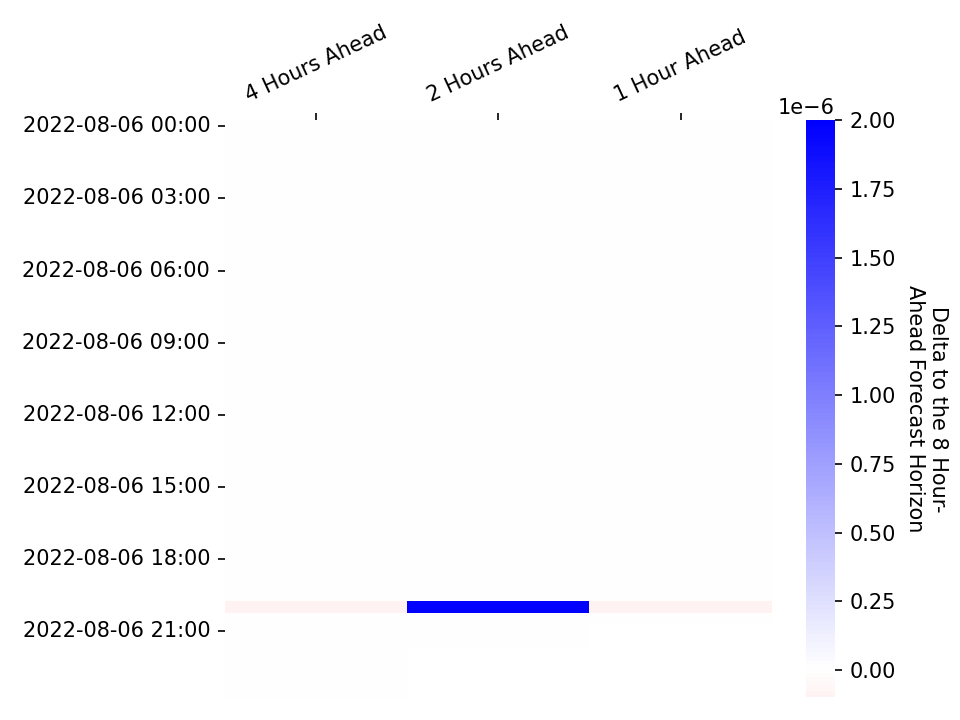 4 Hours Ahead
2 Hours Ahead
1 Hour Ahead
2022-08-06 00:00
2022-08-06 03:00
2022-08-06 06:00
2022-08-06 09:00
2022-08-06 12:00
2022-08-06 15:00
2022-08-06 18:00
2022-08-06 21:00
1e−6
2.00
1.75
1.50
1.25
1.00
0.75
0.50
0.25
0.00
Delta to the 8 Hour-
Ahead Forecast Horizon